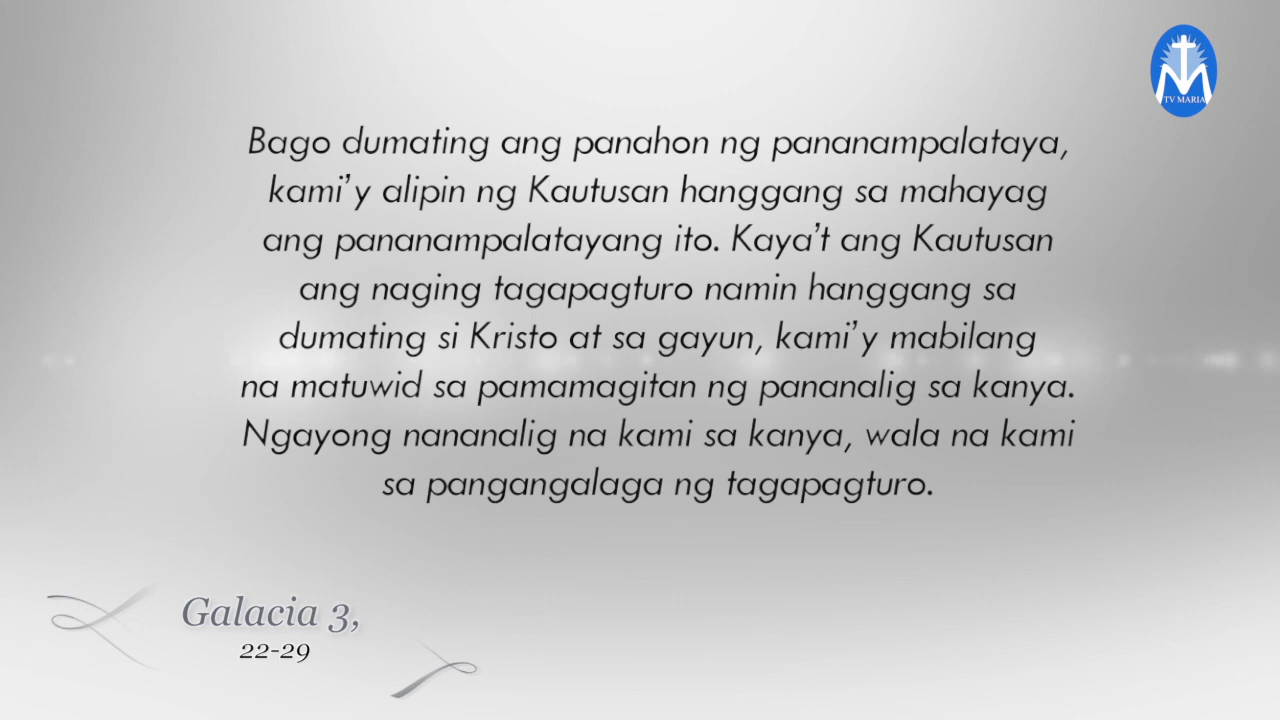 TV MARIA
Bago dumating ang panahon ng pananampalataya,
kami’y alipin ng Kautusan hanggang sa mahayag
ang pananampalatayang ito. Kaya’t ang Kautusan
ang naging tagapagturo namin hanggang sa
dumating si Kristo at sa gayun, kami’y mabilang
na matuwid sa pamamagitan ng pananalig sa kanya.
Ngayong nananalig na kami sa kanya, wala na kami
sa pangangalaga ng tagapagturo.
Galacia 3,
22-29